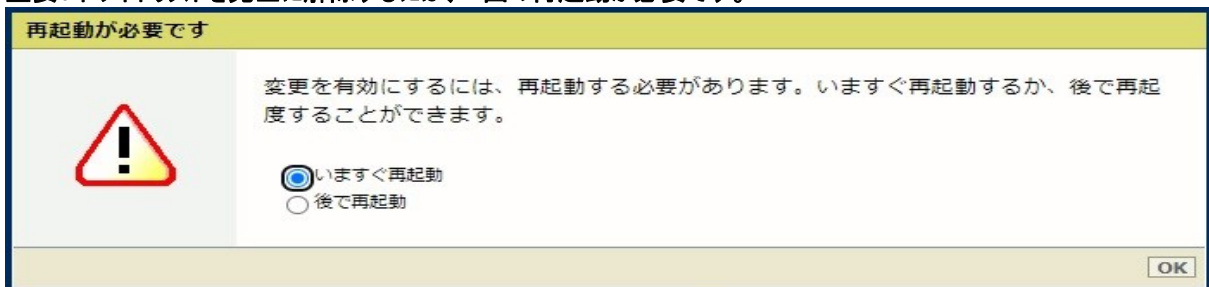 再起動が必要です
変更を有効にするには、再起動する必要があります。いますぐ再起動するか、後で再起
度することができます。
いますぐ再起動
後で再起動
OK